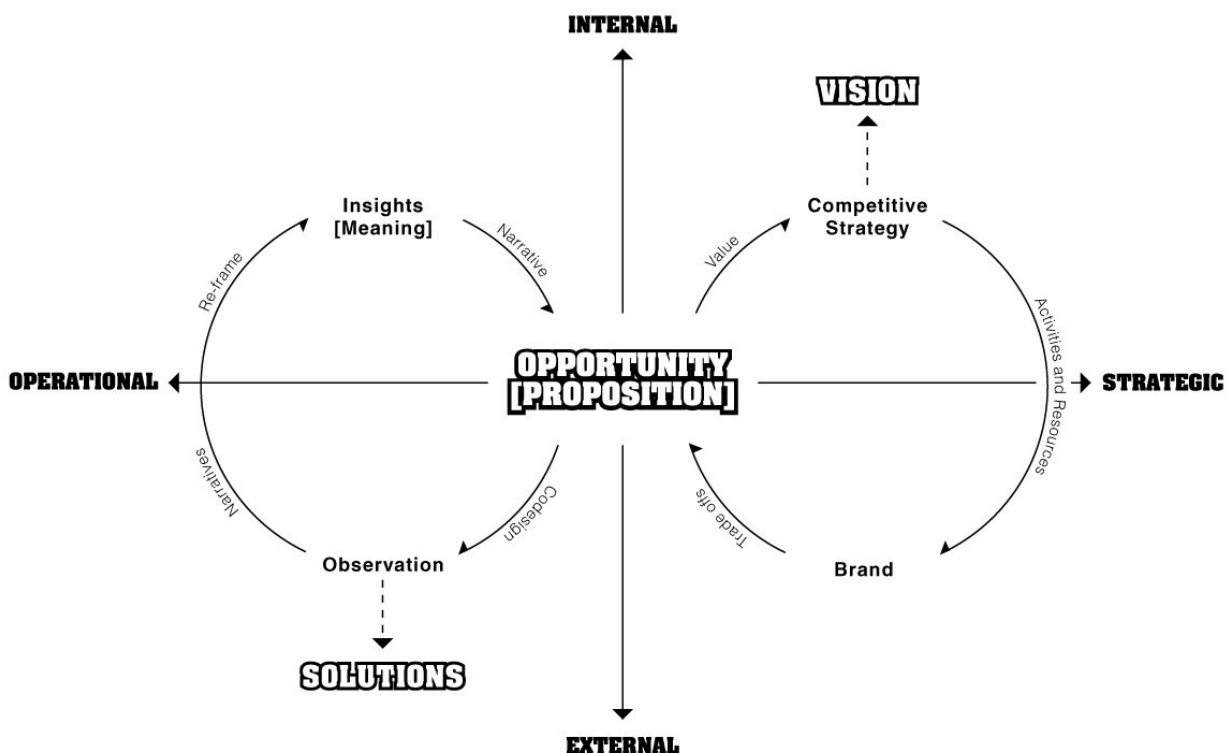 INTERNAL
VISION
Insights
[Meaning]
Competitive
Strategy
Narrative
Value
Re-frame
Activities and Resources
OPPORTUNITY
[PROPOSITION]
OPERATIONAL
STRATEGIC
Narratives
Codesign
Trade offs
Observation
Brand
SOLUTIONS
EXTERNAL